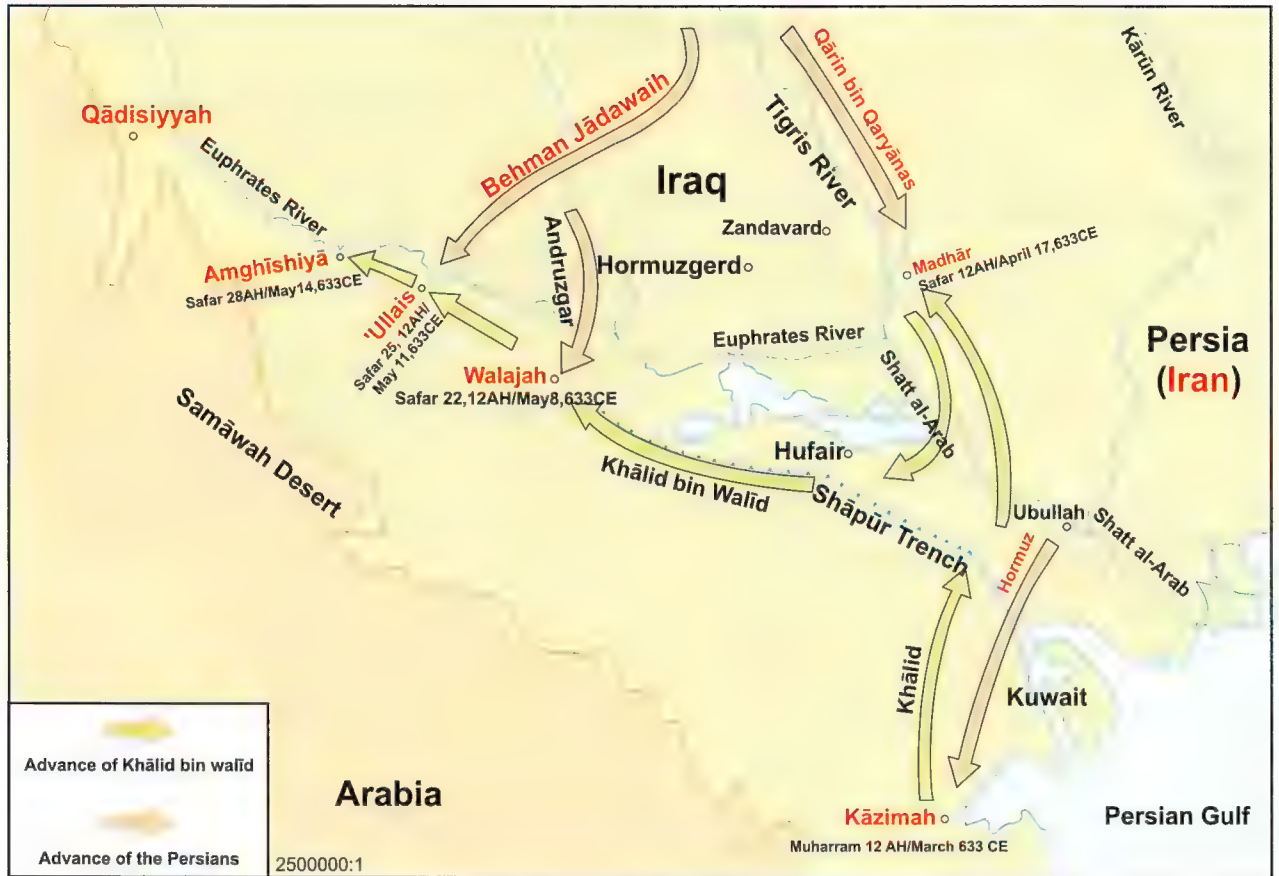 Kārūn River
Qārin bin Qaryānas
Behman Jādawaih
Tigris River
Qādisiyyah
Euphrates River
Iraq
Zandavard
Andruzgar
Hormuzgerd
Madhār
Safar 12AH/April 17,633CE
Amghīshiyā
Safar 28AH/May14,633CE
'Ullais
Safar 25, 12AH/
May 11,633CE
Euphrates River
Persia
(Iran)
Walajah
Safar 22,12AH/May8,633CE
Shatt al-Arab
Samāwah Desert
Hufair
Khālid bin Walīd
Shāpūr Trench
Ubullah
Shatt al-Arab
Hormuz
Khālid
Kuwait
Advance of Khālid bin walīd
Arabia
Kāzimah
Persian Gulf
Muharram 12 AH/March 633 CE
Advance of the Persians
2500000:1